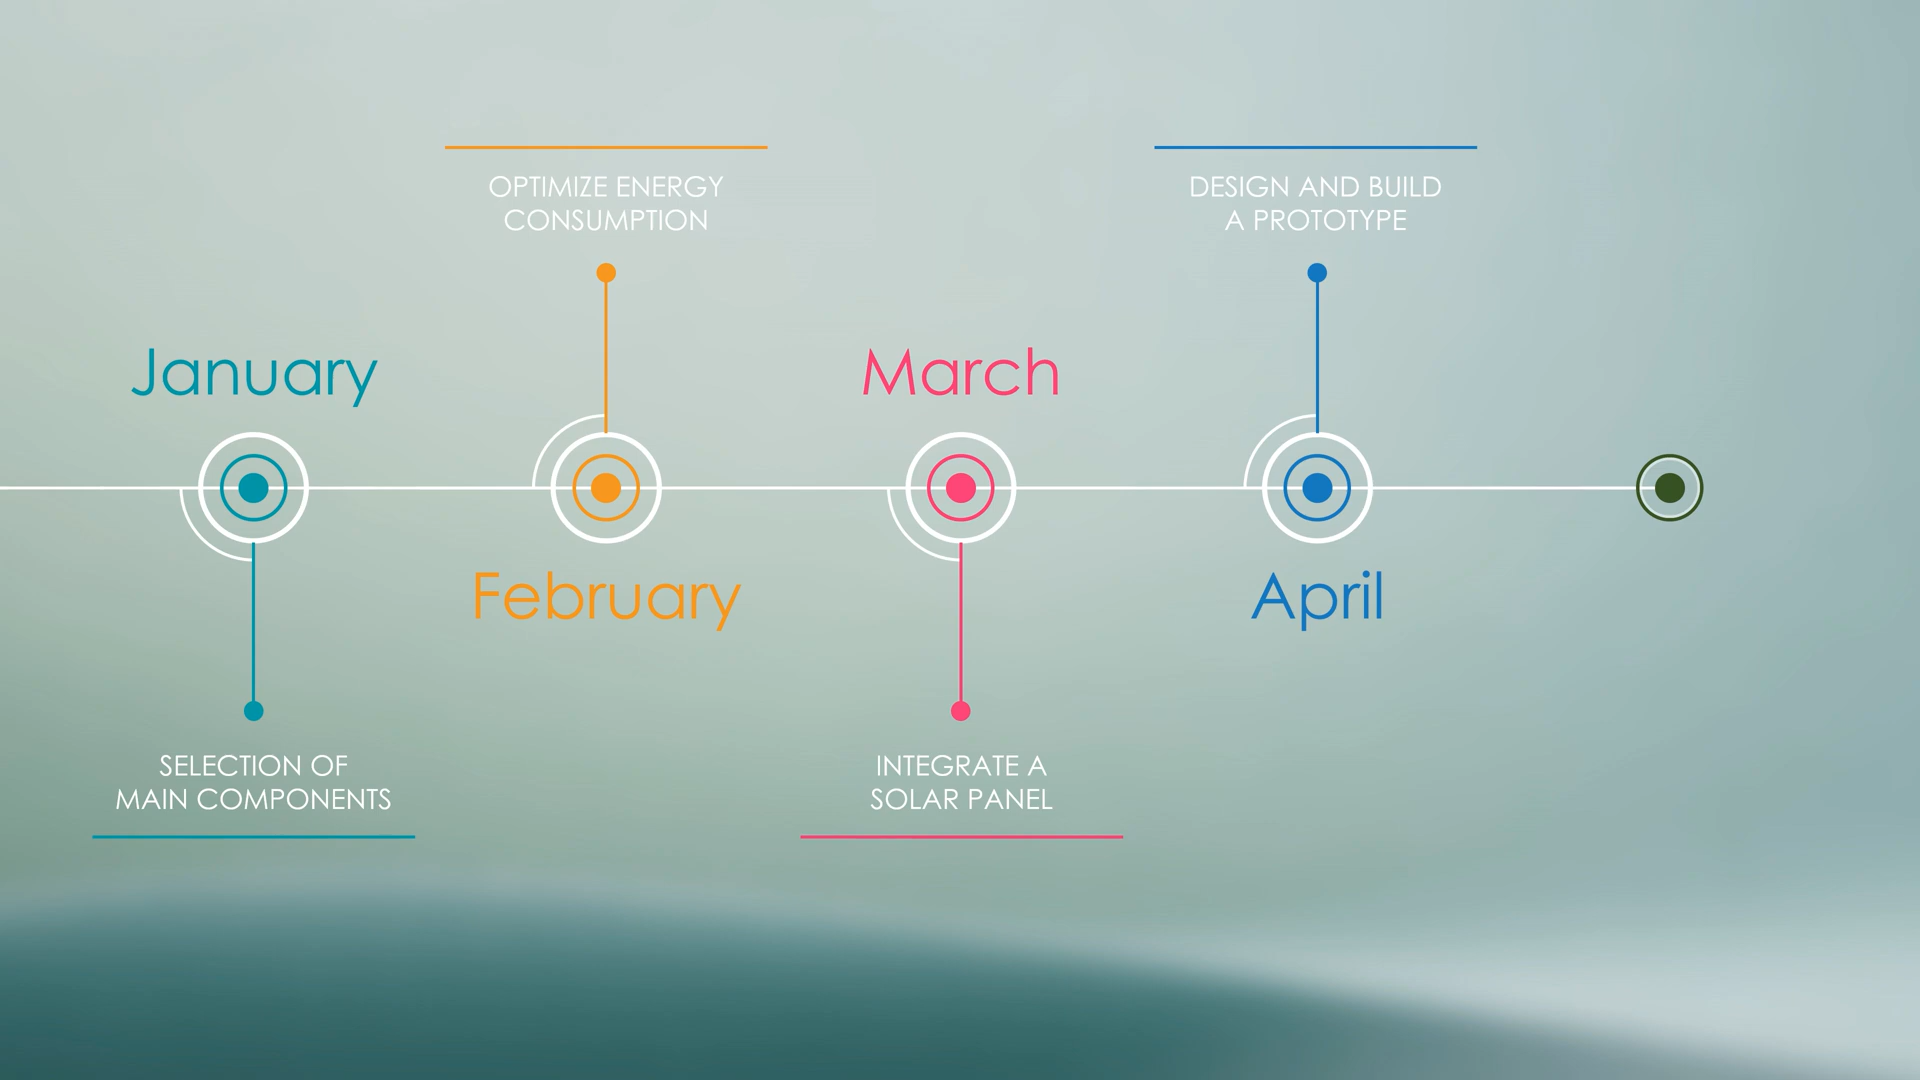 January
SELECTION OF
MAIN COMPONENTS
OPTIMIZE ENERGY
CONSUMPTION
February
March
INTEGRATE A
SOLAR PANEL
DESIGN AND BUILD
A PROTOTYPE
April